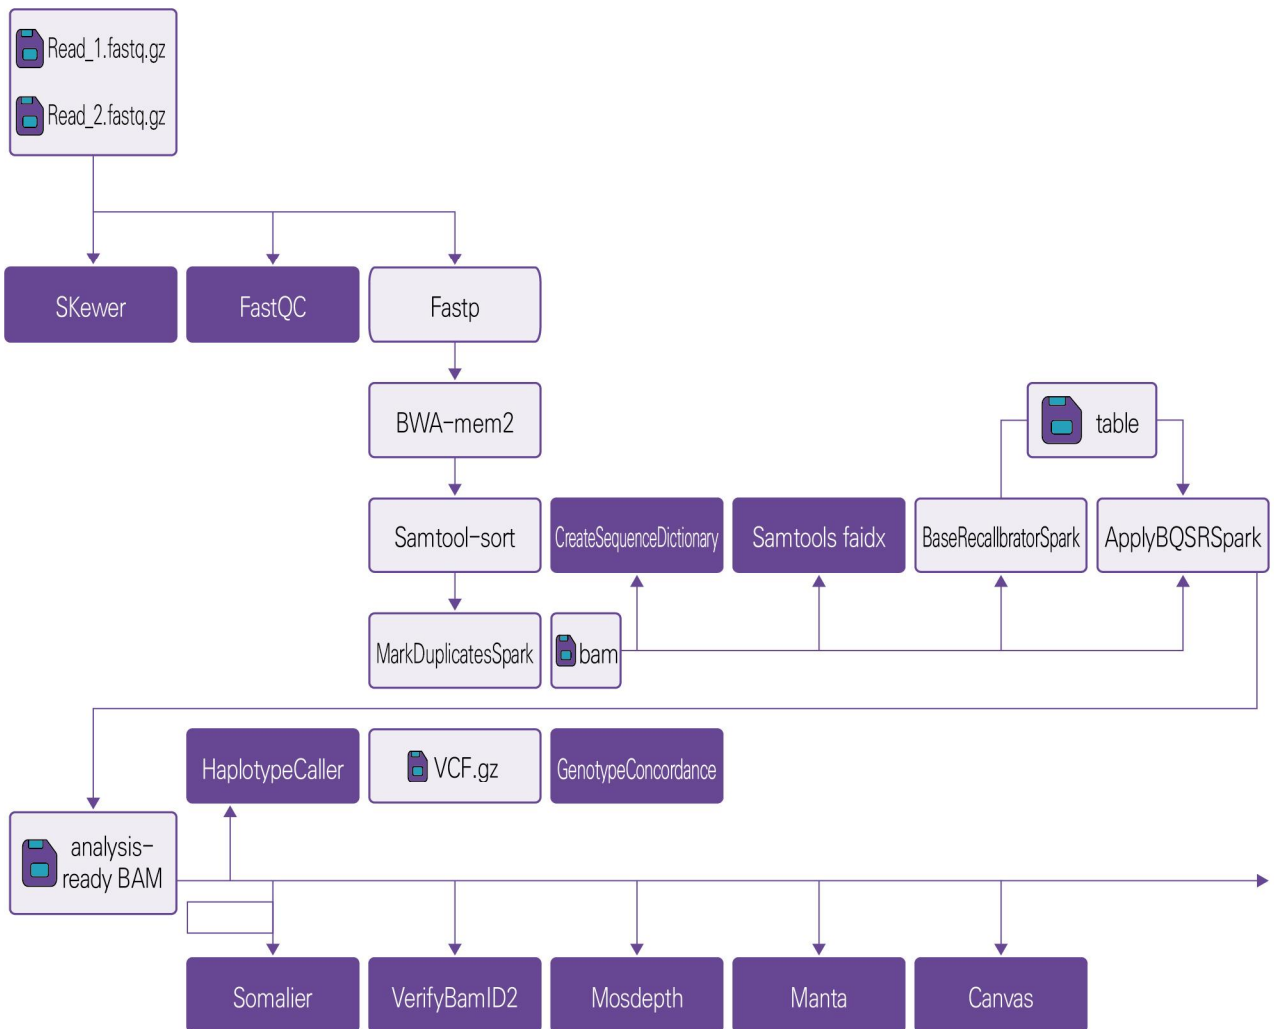 Read_1.fastq.gz
Read_2.fastq.gz
SKewer
FastQC
Fastp
BWA-mem2
table
Samtool-sort
CreateSequenceDictionary
Samtools faidx
BaseRecallbratorSpark
ApplyBQSRSpark
MarkDuplicatesSpark
bam
HaplotypeCaller
VCF.gz
GenotypeConcordance
analysis-
ready BAM
Somalier
VerifyBamID2
Mosdepth
Manta
Canvas